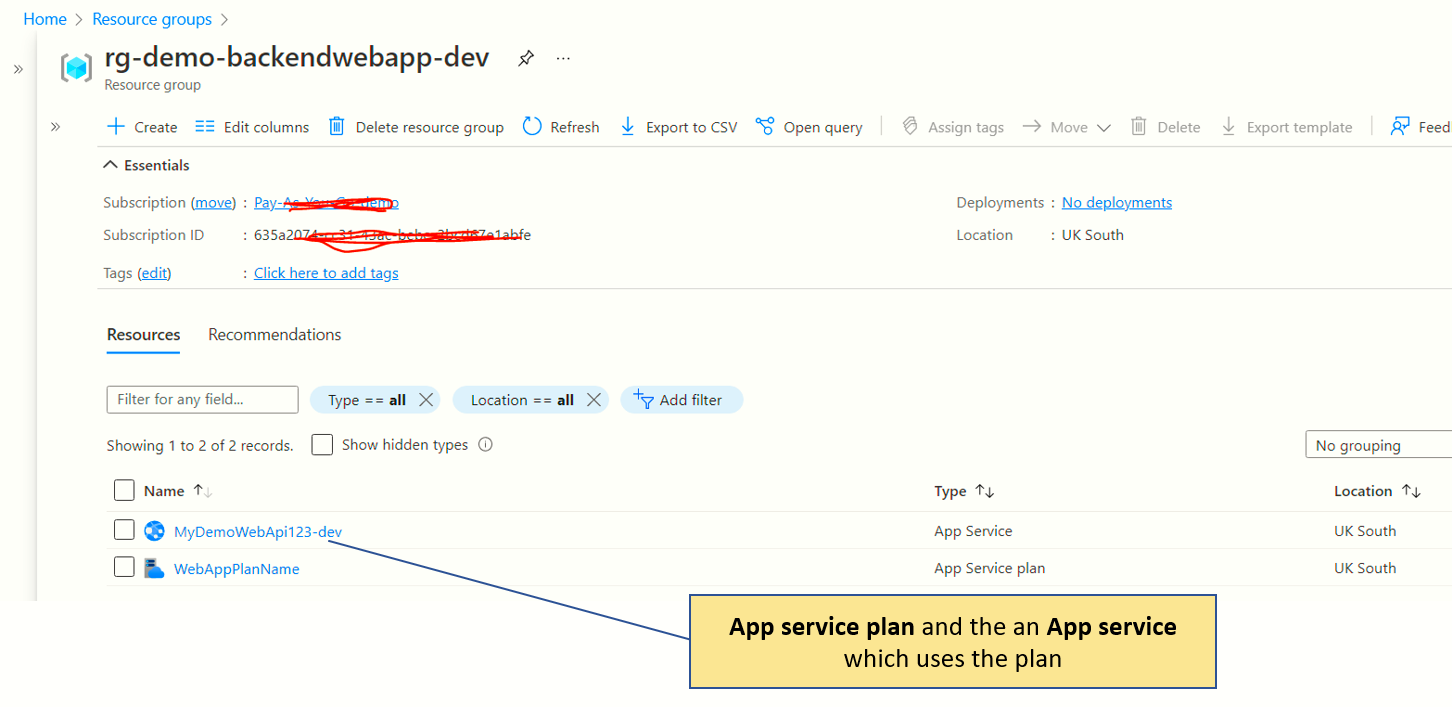 Home > Resource groups >
rg-demo-backendwebapp-dev
Resource group
Create Edit columns Delete resource group Refresh Export to CSV Open query Assign tags Move Delete Export template Feed
Essentials
Subscription (move) : Pay- demo
Deployments : No deployments
Subscription ID :
Location : UK South
Tags (edit) : Click here to add tags
Resources Recommendations
Filter for any field... Type == all Location == all Add filter
Showing 1 to 2 of 2 records. Show hidden types No grouping
Name Type Location
MyDemoWebApi123-dev App Service UK South
WebAppPlanName App Service plan UK South
App service plan and the an App service
which uses the plan